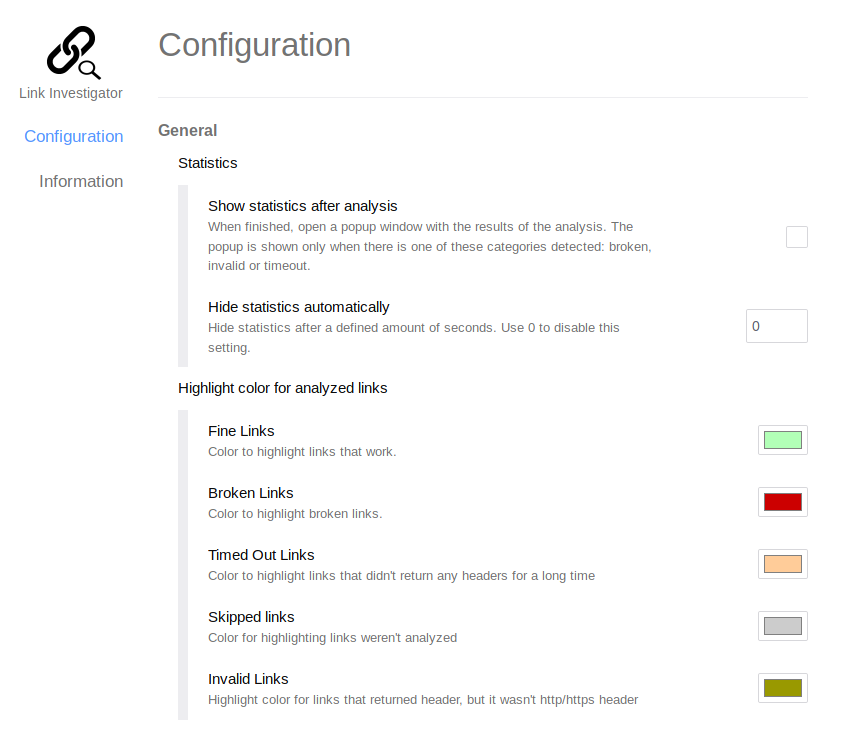 Link Investigator
Configuration
Information
Configuration
General
Statistics
Show statistics after analysis
When finished, open a popup window with the results of the analysis. The
popup is shown only when there is one of these categories detected: broken,
invalid or timeout.
Hide statistics automatically
Hide statistics after a defined amount of seconds. Use 0 to disable this
setting.
0
Highlight color for analyzed links
Fine Links
Color to highlight links that work.
Broken Links
Color to highlight broken links.
Timed Out Links
Color to highlight links that didn't return any headers for a long time
Skipped links
Color for highlighting links weren't analyzed
Invalid Links
Highlight color for links that returned header, but it wasn't http/https header